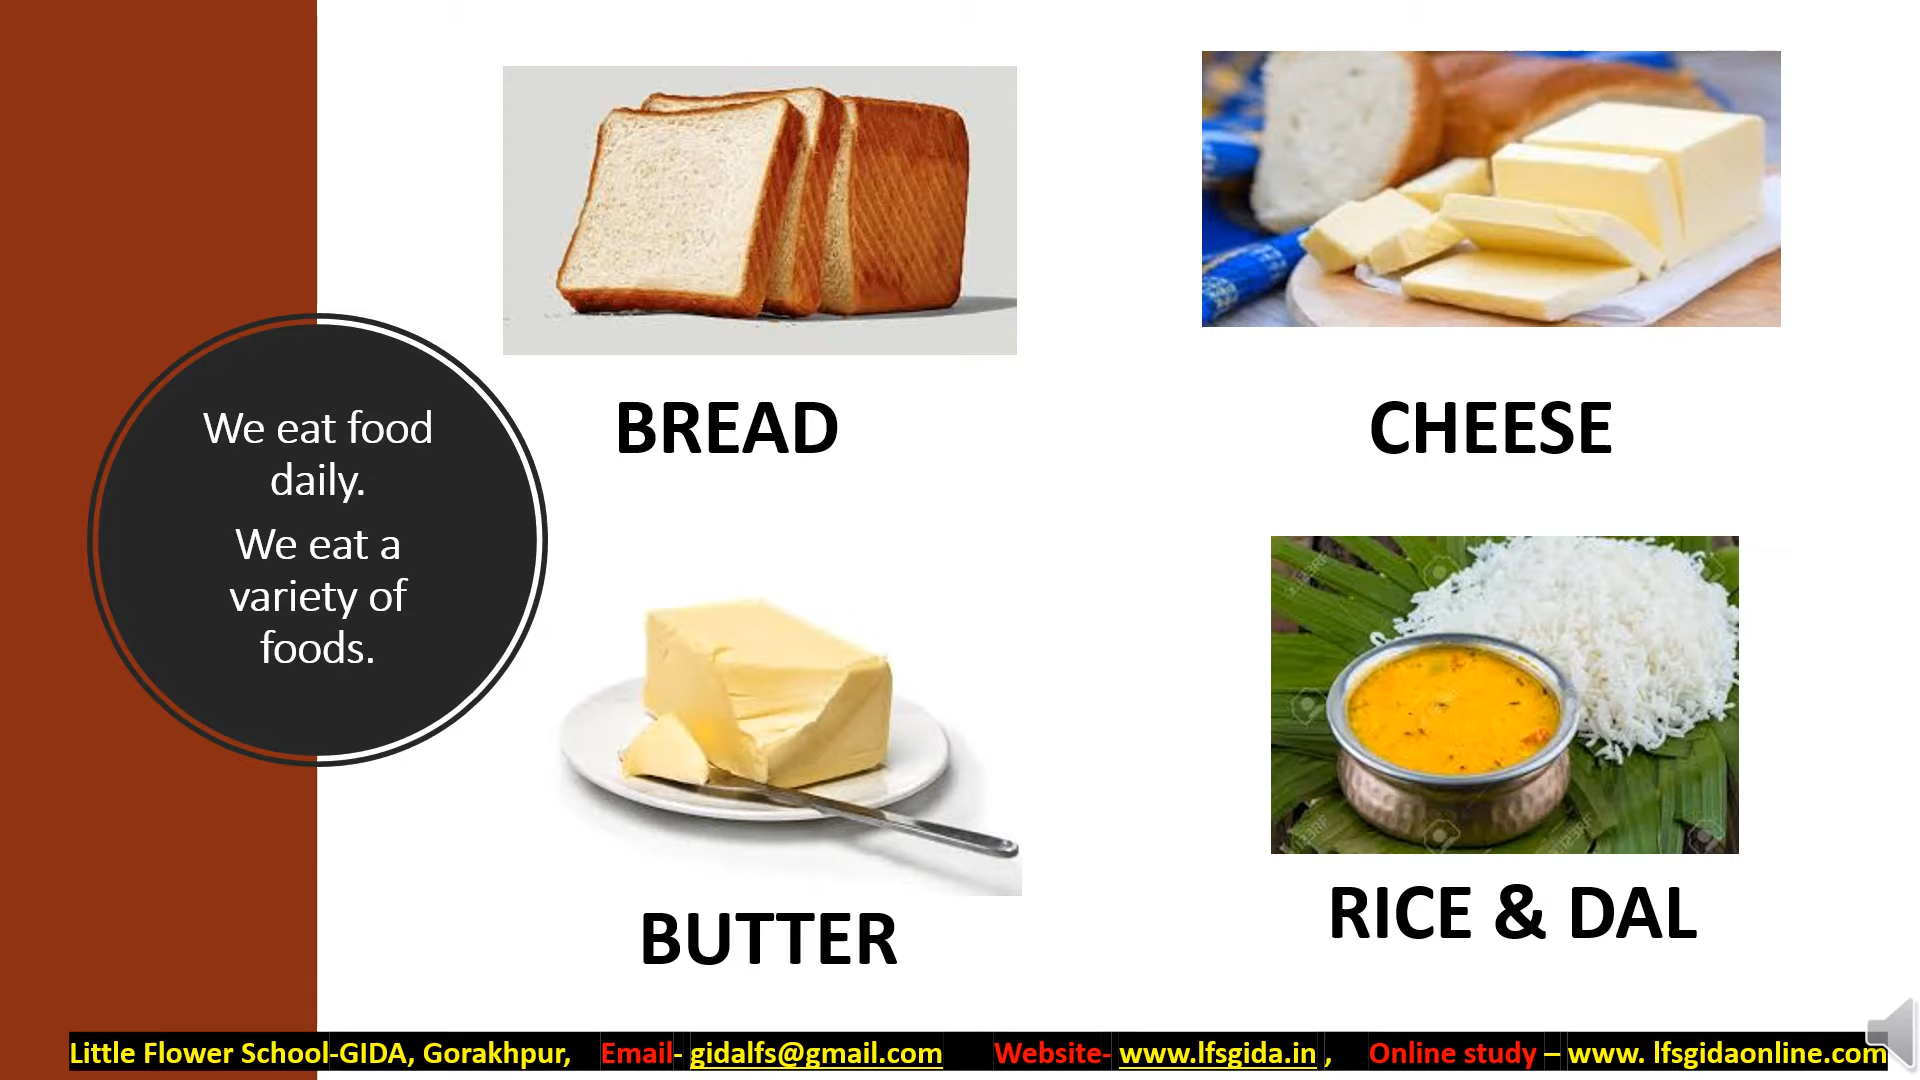 We eat food
daily.
We eat a
variety of
foods.
BREAD
CHEESE
BUTTER
RICE & DAL
Little Flower School-GIDA, Gorakhpur, Email- gidalfs@gmail.com Website- www.lfsgida.in , Online study – www. lfsgidaonline.com